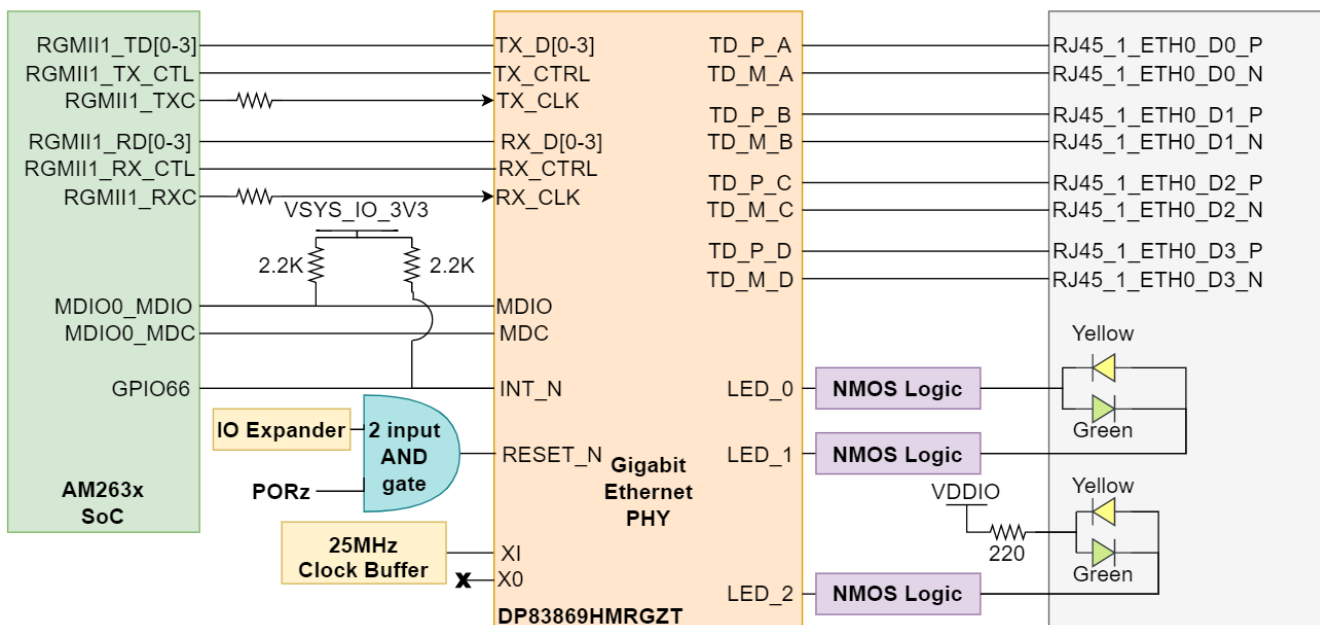 RGMII1_TD[0-3]
RGMII1_TX_CTL
RGMII1_TXC
RGMII1_RD[0-3]
RGMII1_RX_CTL
RGMII1_RXC
MDIO0_MDIO
MDIO0_MDC
GPIO66
AM263x
SoC
VSYS_IO_3V3
2.2K
2.2K
IO Expander
PORz
2 input
AND
gate
25MHz
Clock Buffer
TX_D[0-3]
TX_CTRL
TX_CLK
RX_D[0-3]
RX_CTRL
RX_CLK
MDIO
MDC
INT_N
RESET_N
XI
X0
Gigabit
Ethernet
PHY
DP83869HMRGZT
TD_P_A
TD_M_A
TD_P_B
TD_M_B
TD_P_C
TD_M_C
TD_P_D
TD_M_D
LED_0
LED_1
LED_2
NMOS Logic
NMOS Logic
VDDIO
220
NMOS Logic
RJ45_1_ETH0_D0_P
RJ45_1_ETH0_D0_N
RJ45_1_ETH0_D1_P
RJ45_1_ETH0_D1_N
RJ45_1_ETH0_D2_P
RJ45_1_ETH0_D2_N
RJ45_1_ETH0_D3_P
RJ45_1_ETH0_D3_N
Yellow
Green
Yellow
Green